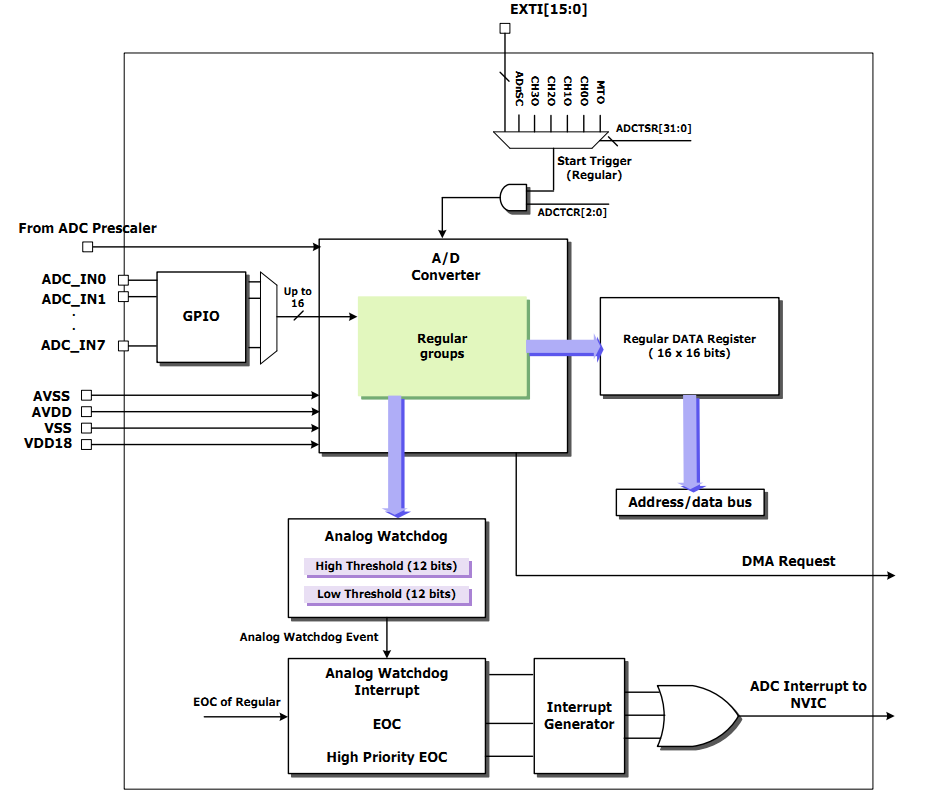 EXTI[15:0]
ADnSC
CH3O
CH2O
CH1O
CH0O
MTO
ADCTSR[31:0]
Start Trigger
(Regular)
ADCTCR[2:0]
From ADC Prescaler
A/D
Converter
ADC_IN0
ADC_IN1
.
.
ADC_IN7
GPIO
Up to
16
Regular
groups
Regular DATA Register
( 16 x 16 bits)
AVSS
AVDD
VSS
VDD18
Address/data bus
Analog Watchdog
High Threshold (12 bits)
Low Threshold (12 bits)
DMA Request
Analog Watchdog Event
Analog Watchdog
Interrupt
EOC
High Priority EOC
EOC of Regular
Interrupt
Generator
ADC Interrupt to
NVIC